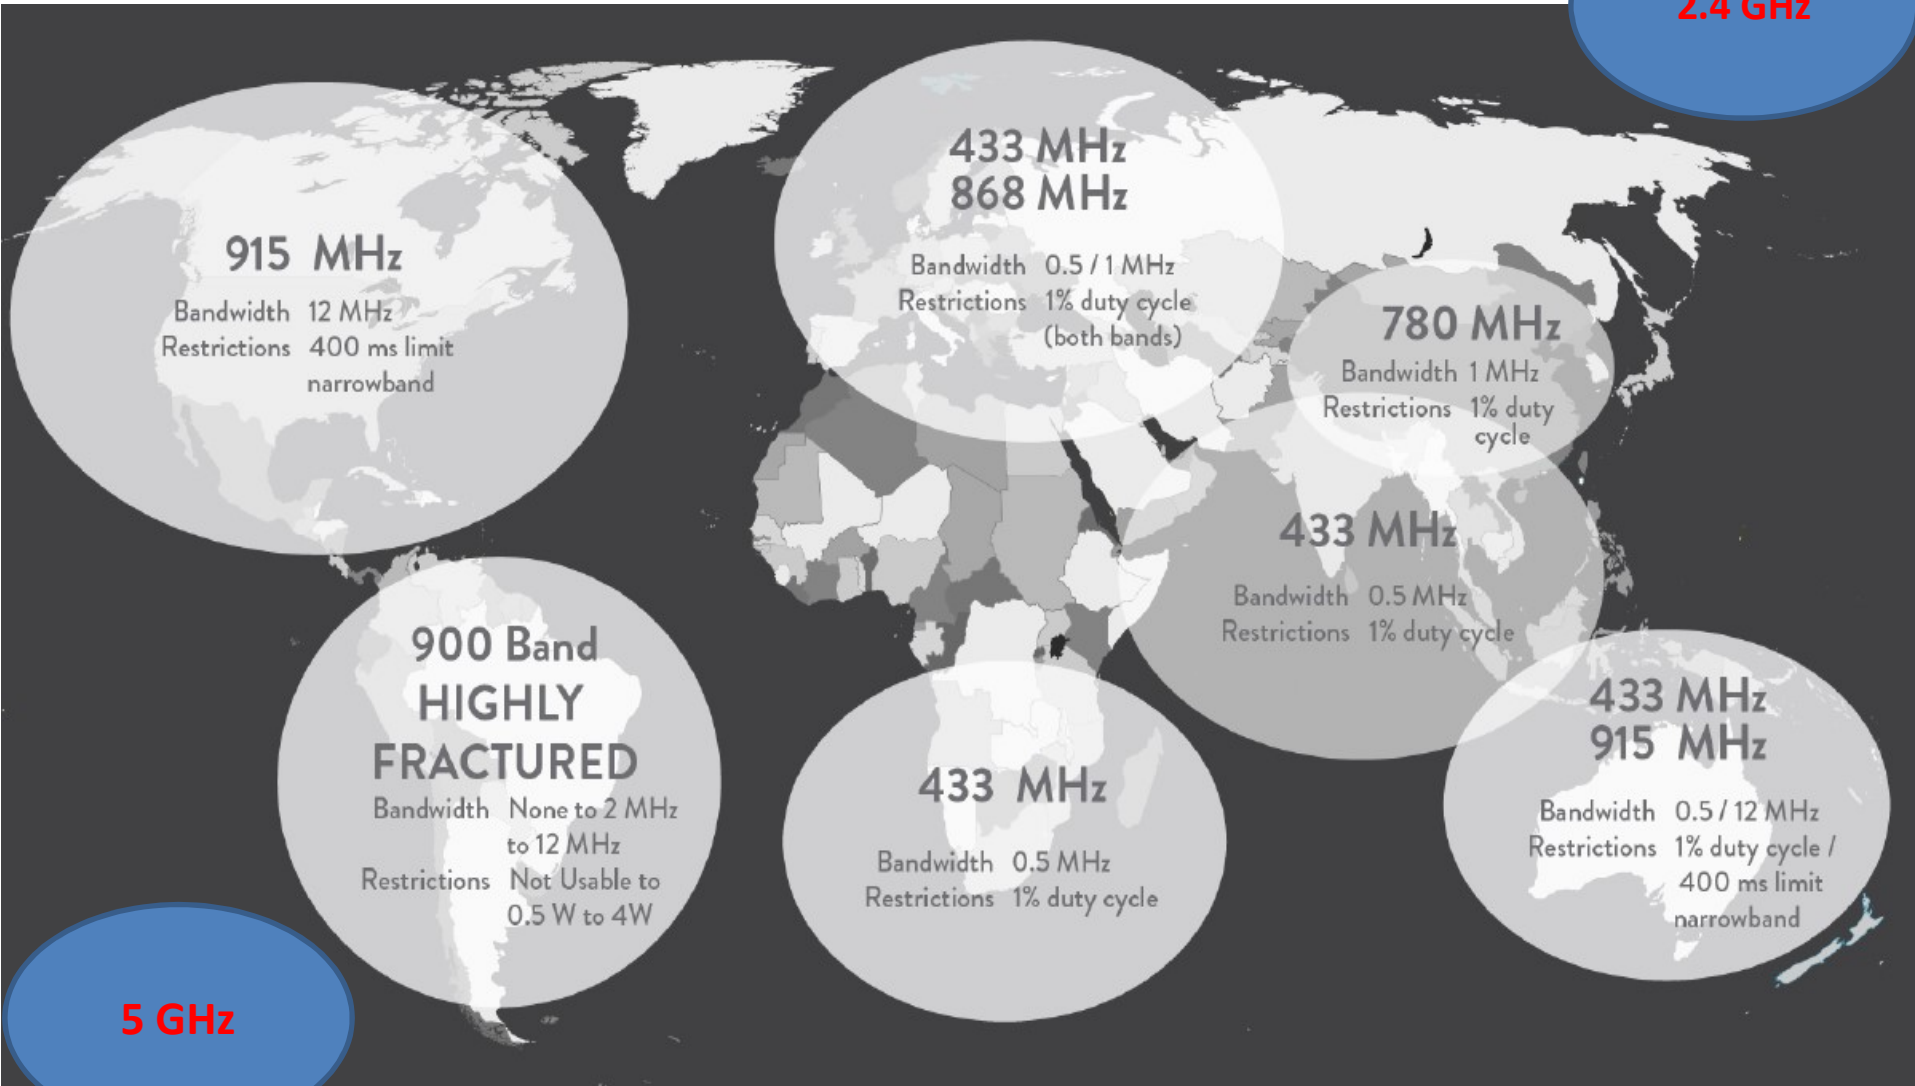 2.4 GHz
433 MHz
868 MHz
Bandwidth 0.5 / 1 MHz
Restrictions 1% duty cycle
(both bands)
915 MHz
Bandwidth 12 MHz
Restrictions 400 ms limit
narrowband
780 MHz
Bandwidth 1 MHz
Restrictions 1% duty
cycle
433 MHz
Bandwidth 0.5 MHz
Restrictions 1% duty cycle
900 Band
HIGHLY
FRACTURED
Bandwidth None to 2 MHz
to 12 MHz
Restrictions Not Usable to
0.5 W to 4W
433 MHz
Bandwidth 0.5 MHz
Restrictions 1% duty cycle
433 MHz
915 MHz
Bandwidth 0.5 / 12 MHz
Restrictions 1% duty cycle /
400 ms limit
narrowband
5 GHz